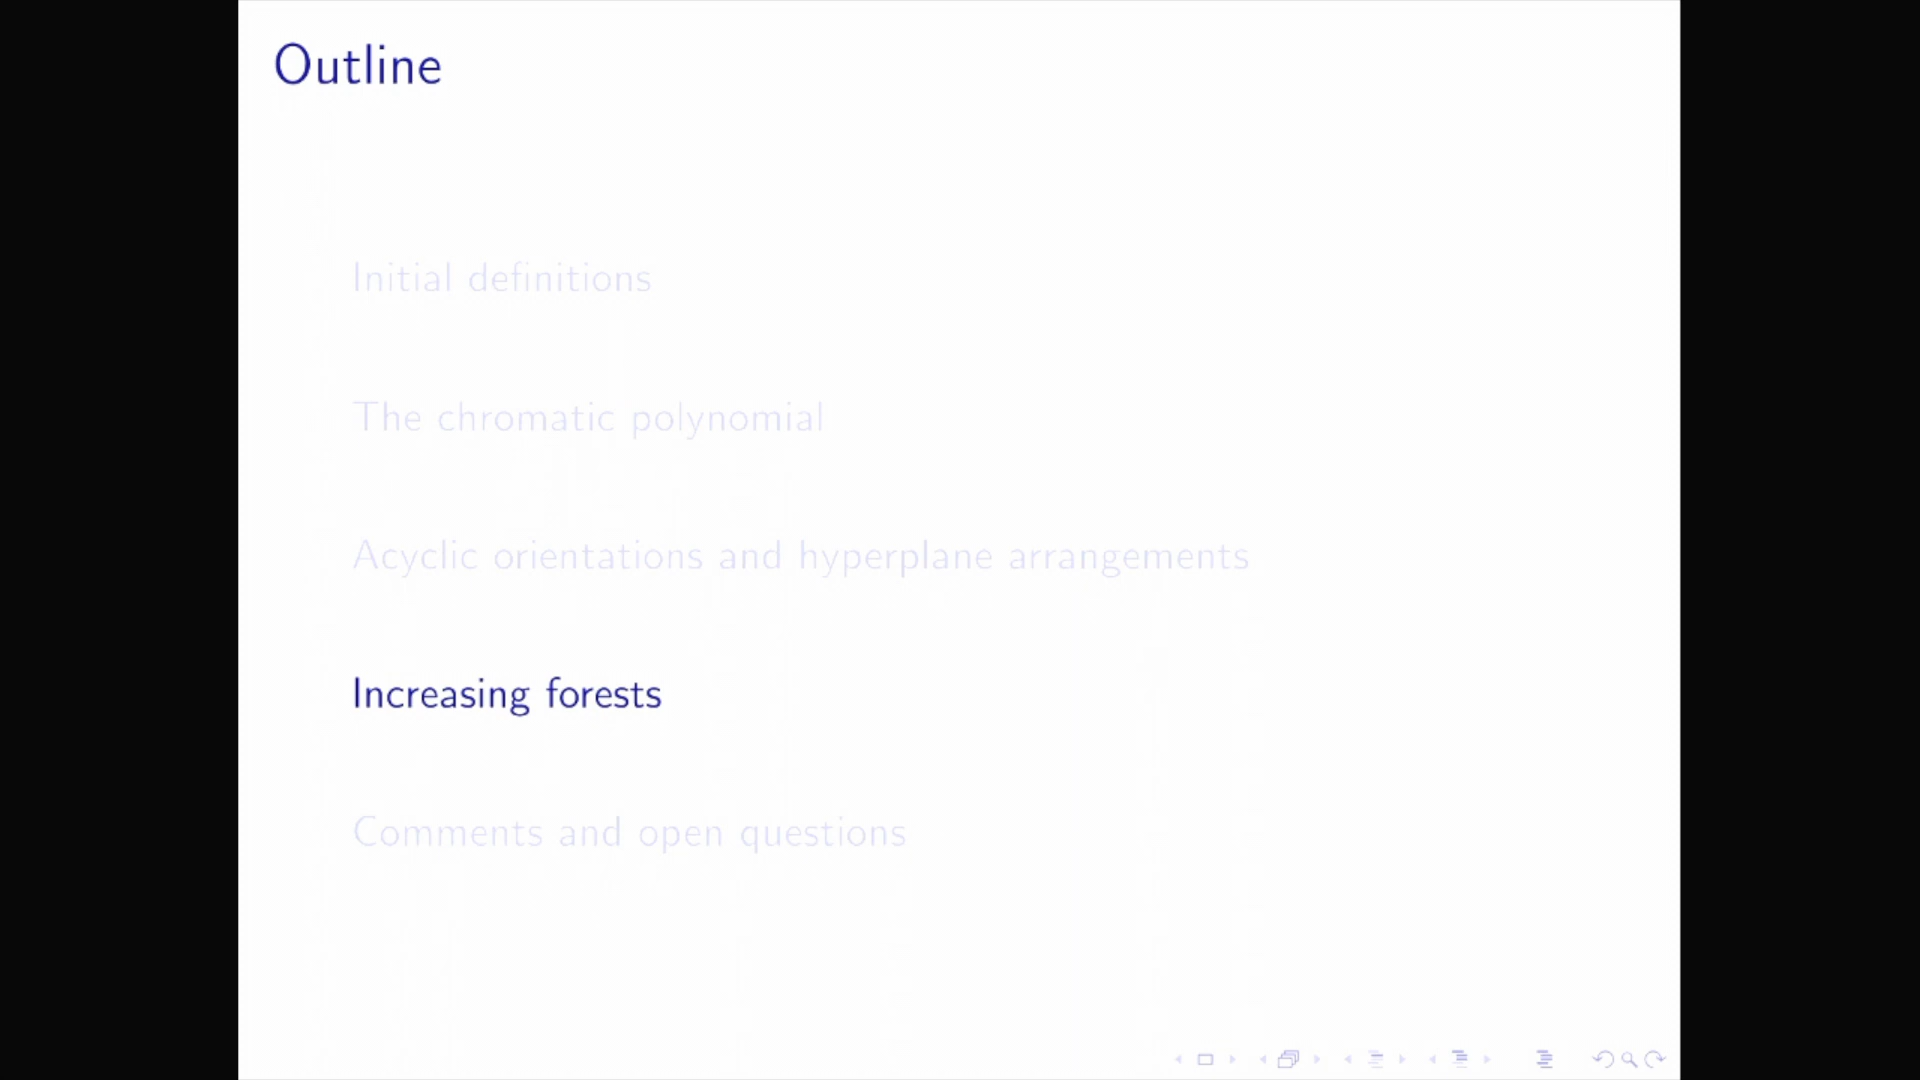 Outline
Initial definitions
The chromatic polynomial
Acyclic orientations and hyperplane arrangements
Increasing forests
Comments and open questions